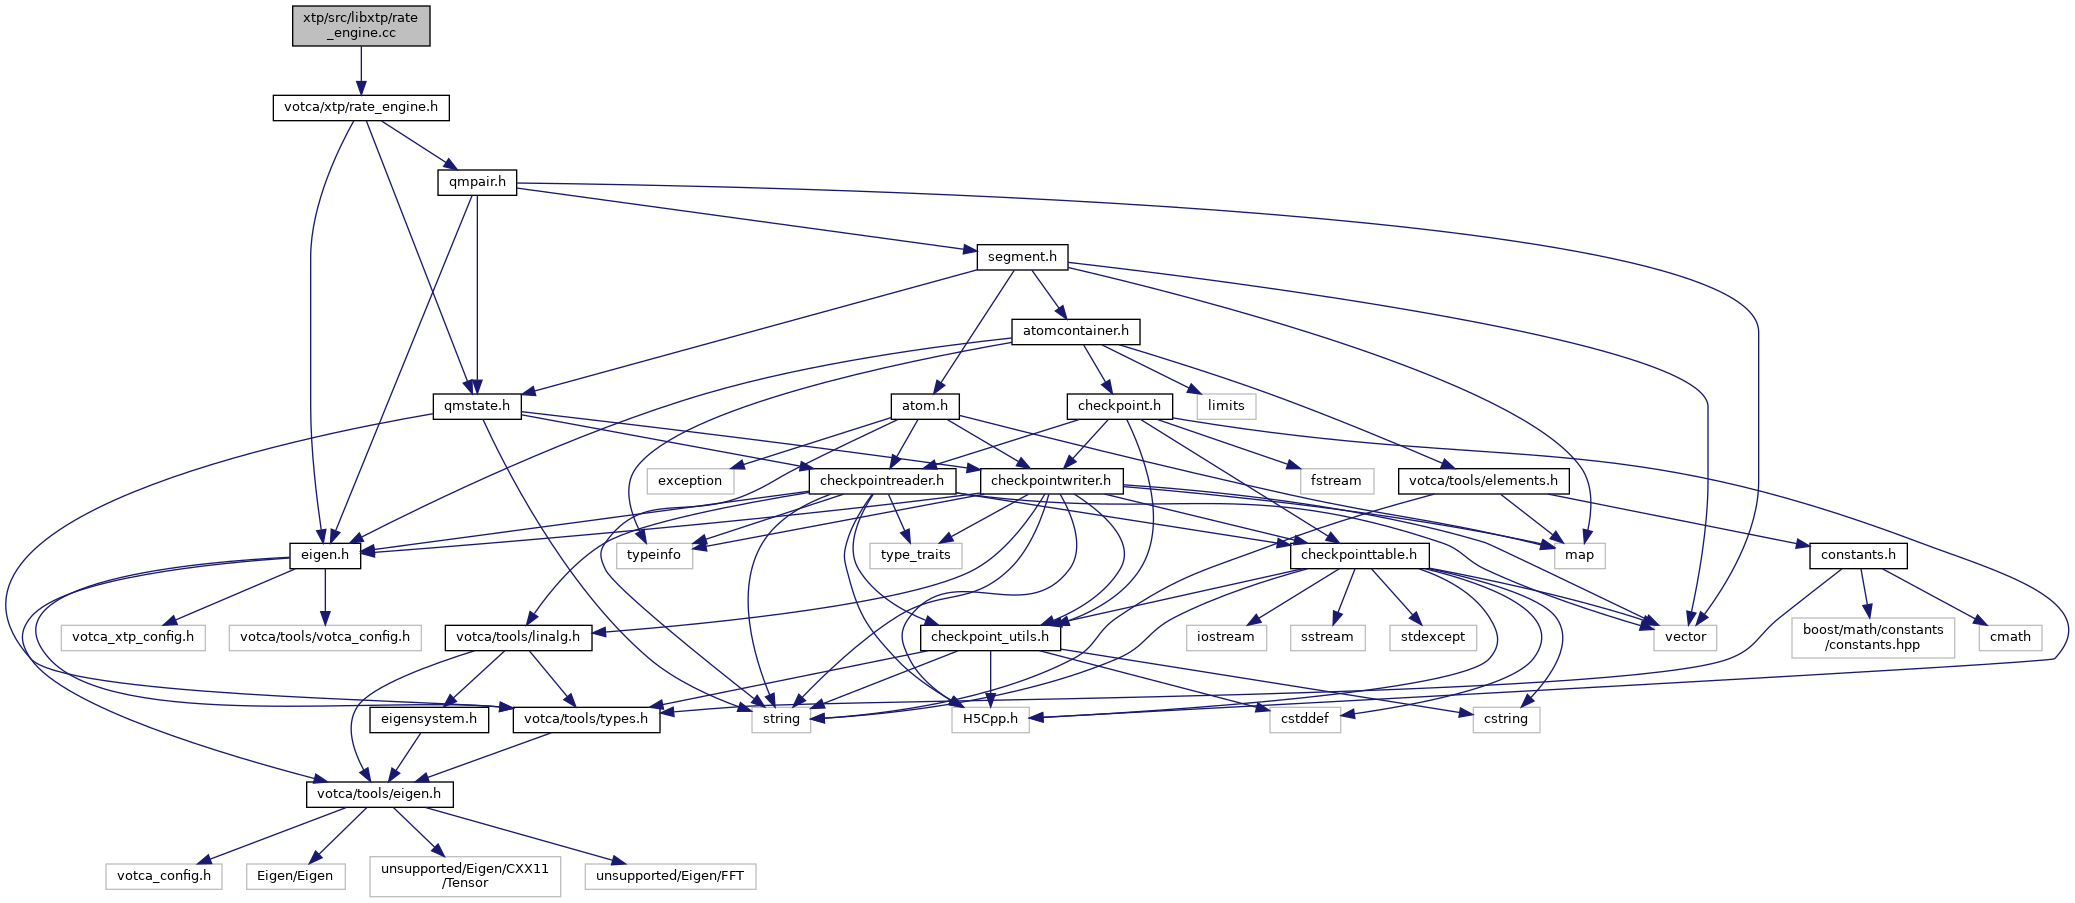 xtp/src/libxtp/rate
_engine.cc
votca/xtp/rate_engine.h
qmpair.h
segment.h
atomcontainer.h
qmstate.h
atom.h
checkpoint.h
limits
exception
checkpointreader.h
checkpointwriter.h
fstream
votca/tools/elements.h
eigen.h
typeinfo
type_traits
checkpointtable.h
map
constants.h
votca_xtp_config.h
votca/tools/votca_config.h
votca/tools/linalg.h
checkpoint_utils.h
iostream
sstream
stdexcept
vector
boost/math/constants
/constants.hpp
cmath
eigensystem.h
votca/tools/types.h
string
H5Cpp.h
cstddef
cstring
votca/tools/eigen.h
votca_config.h
Eigen/Eigen
unsupported/Eigen/CXX11
/Tensor
unsupported/Eigen/FFT